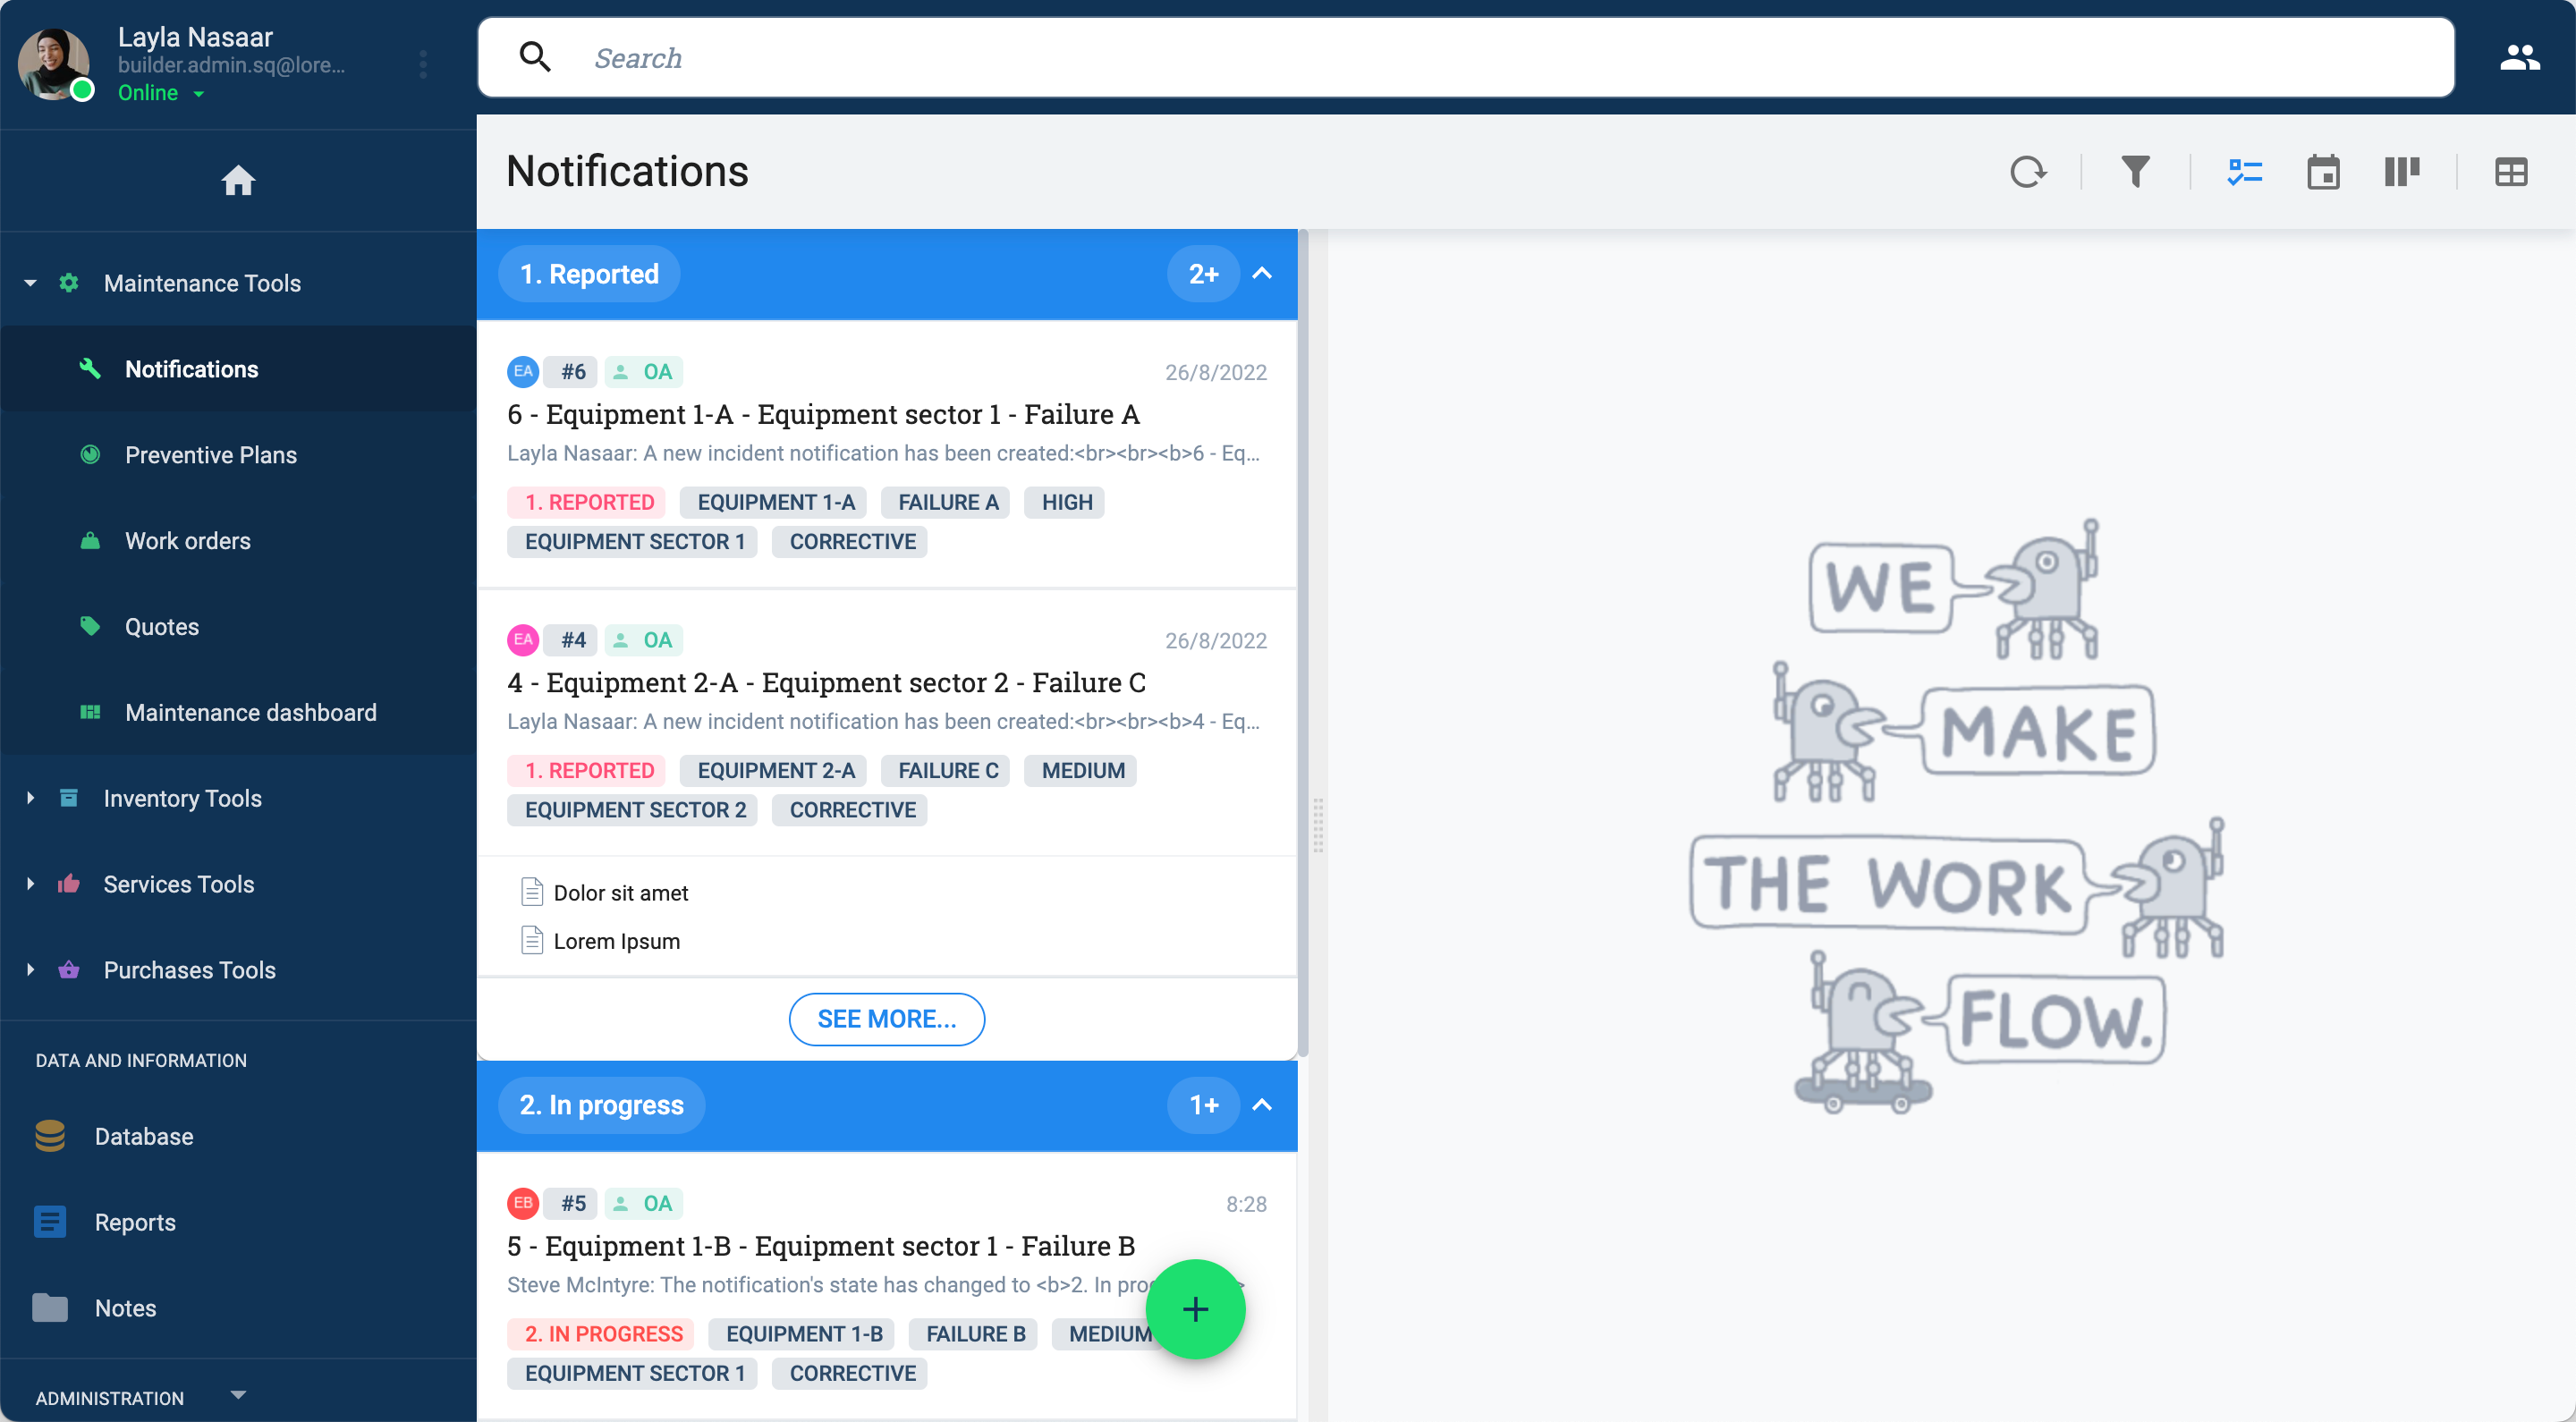 Layla Nasaar
builder.admin.sq@lore...
Online
Search
Notifications
Maintenance Tools
Notifications
Preventive Plans
Work orders
Quotes
Maintenance dashboard
Inventory Tools
Services Tools
Purchases Tools
DATA AND INFORMATION
Database
Reports
Notes
ADMINISTRATION
1. Reported 2+
EA #6 OA 26/8/2022
6 - Equipment 1-A - Equipment sector 1 - Failure A
Layla Nasaar: A new incident notification has been created:<br><br><b>6 - Eq...
1. REPORTED EQUIPMENT 1-A FAILURE A HIGH
EQUIPMENT SECTOR 1 CORRECTIVE
EA #4 OA 26/8/2022
4 - Equipment 2-A - Equipment sector 2 - Failure C
Layla Nasaar: A new incident notification has been created:<br><br><b>4 - Eq...
1. REPORTED EQUIPMENT 2-A FAILURE C MEDIUM
EQUIPMENT SECTOR 2 CORRECTIVE
Dolor sit amet
Lorem Ipsum
SEE MORE...
2. In progress 1+
EB #5 OA 8:28
5 - Equipment 1-B - Equipment sector 1 - Failure B
Steve McIntyre: The notification's state has changed to <b>2. In pro
2. IN PROGRESS EQUIPMENT 1-B FAILURE B MEDIUM
EQUIPMENT SECTOR 1 CORRECTIVE
WE
MAKE
THE WORK
FLOW.